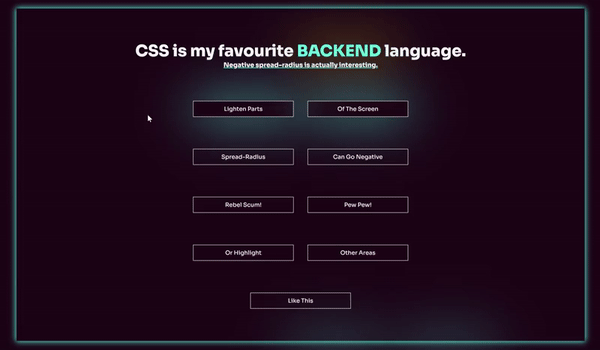 CSS is my favourite BACKEND language.
Negative spread-radius is actually interesting.
Lighten Parts
Of The Screen
Spread-Radius
Can Go Negative
Rebel Scum!
Pew Pew!
Or Highlight
Other Areas
Like This